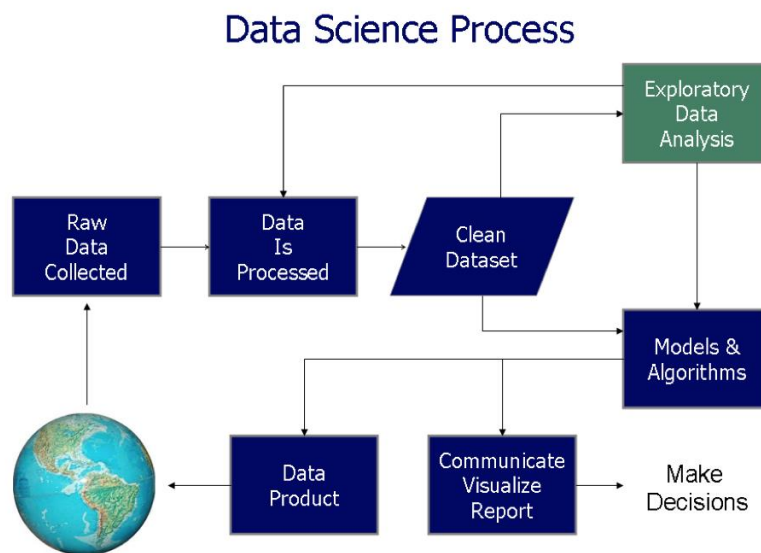 Data Science Process
Exploratory
Data
Analysis
Raw
Data
Collected
Data
Is
Processed
Clean
Dataset
Models &
Algorithms
Data
Product
Communicate
Visualize
Report
Make
Decisions